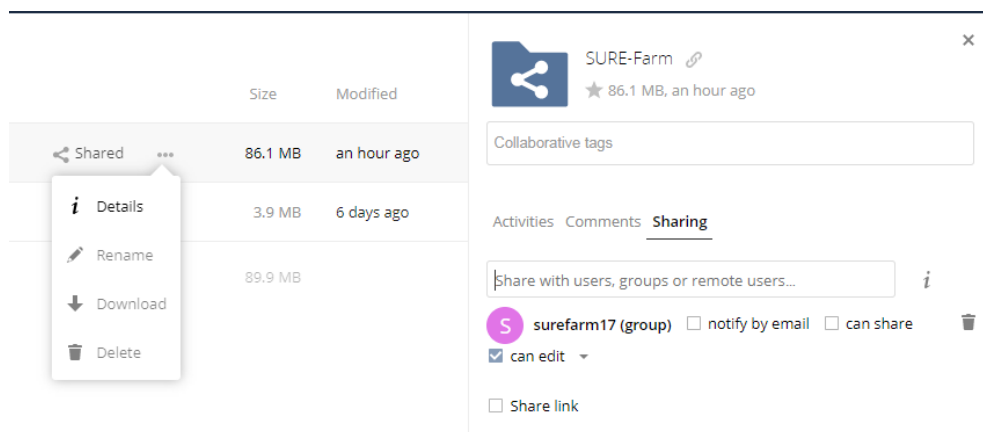 Size Modified
Shared ... 86.1 MB an hour ago
Details
3.9 MB 6 days ago
Rename
89.9 MB
Download
Delete
SURE-Farm
86.1 MB, an hour ago
Collaborative tags
Activities Comments Sharing
Share with users, groups or remote users...
S surefarm17 (group) notify by email can share
can edit
Share link